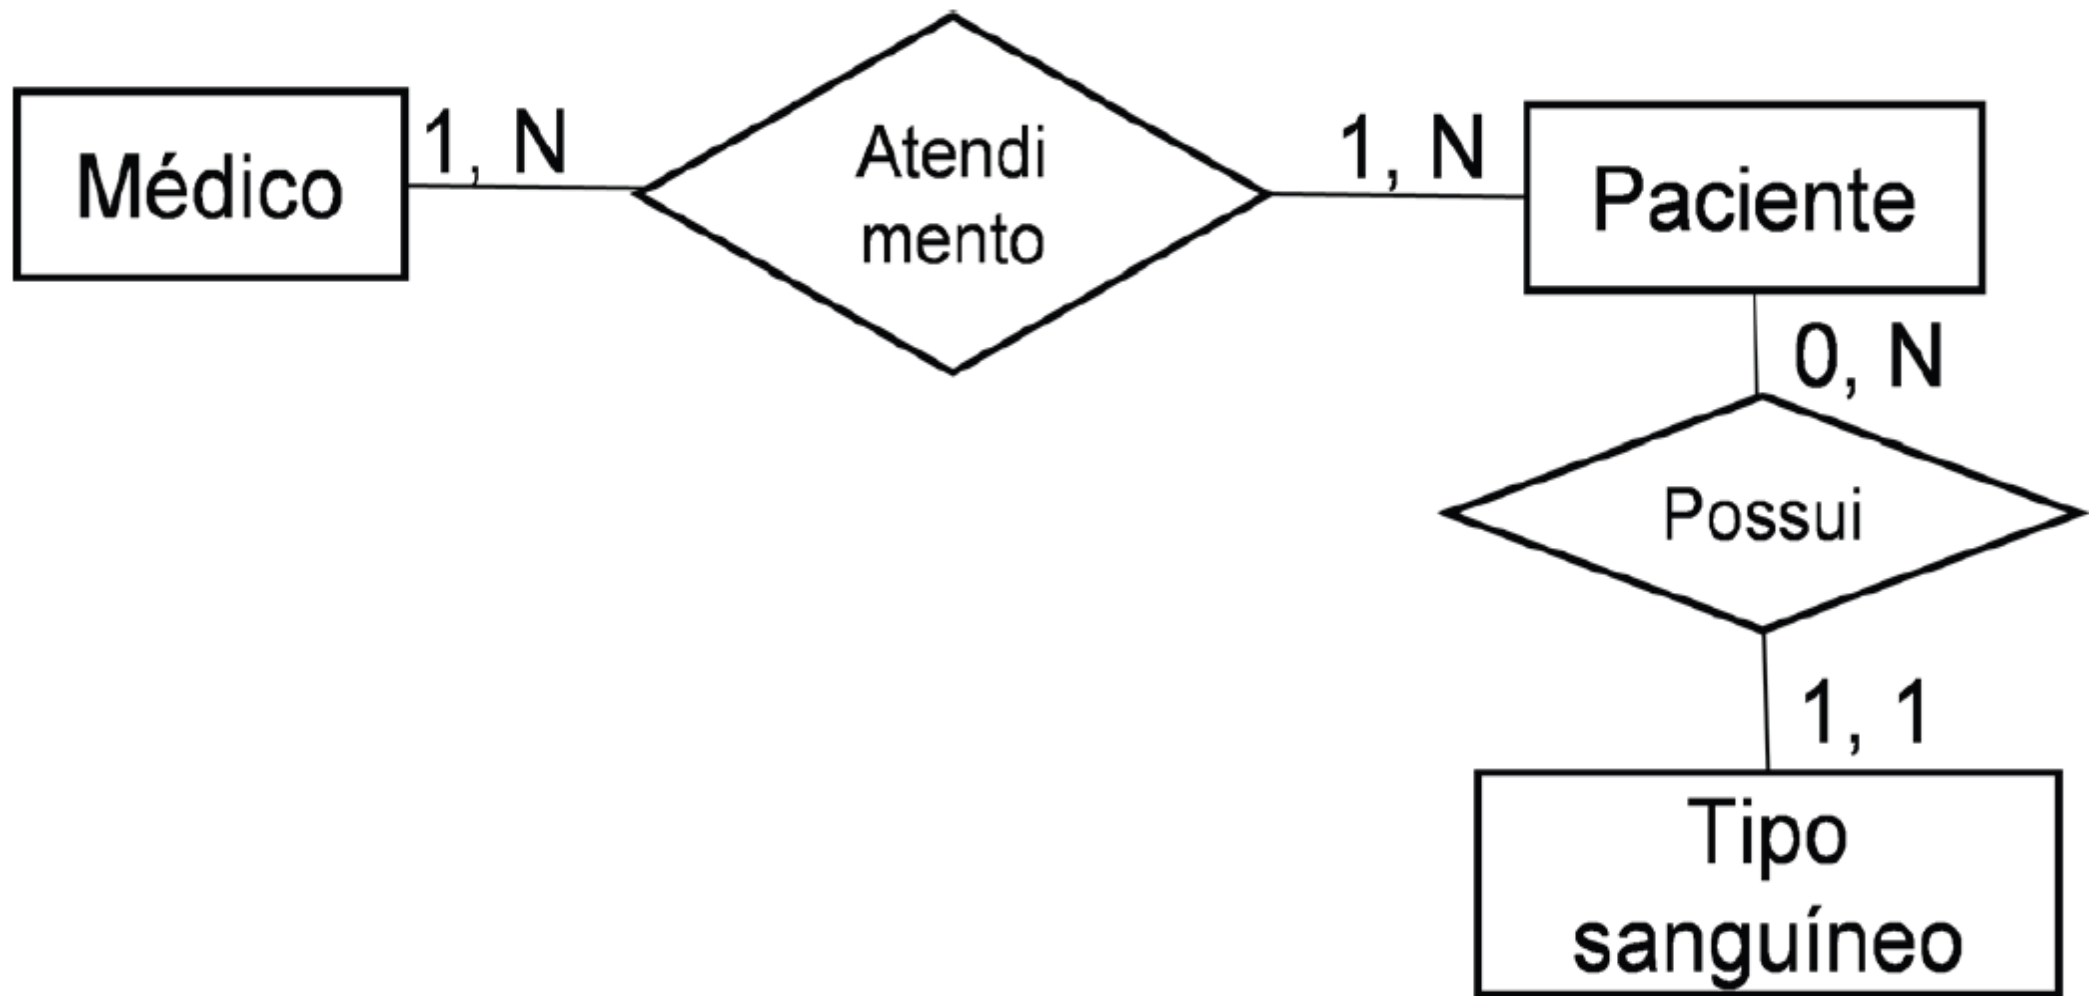 Médico
1, N
Atendi
mento
1, N
Paciente
0, N
Possui
1, 1
Tipo
sanguíneo